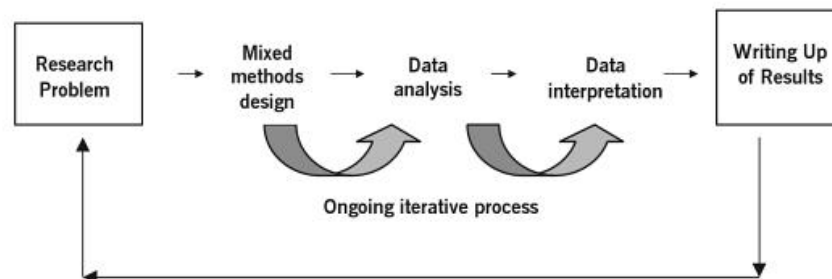 Research
Problem
Mixed
methods
design
Data
analysis
Data
interpretation
Writing Up
of Results
Ongoing iterative process